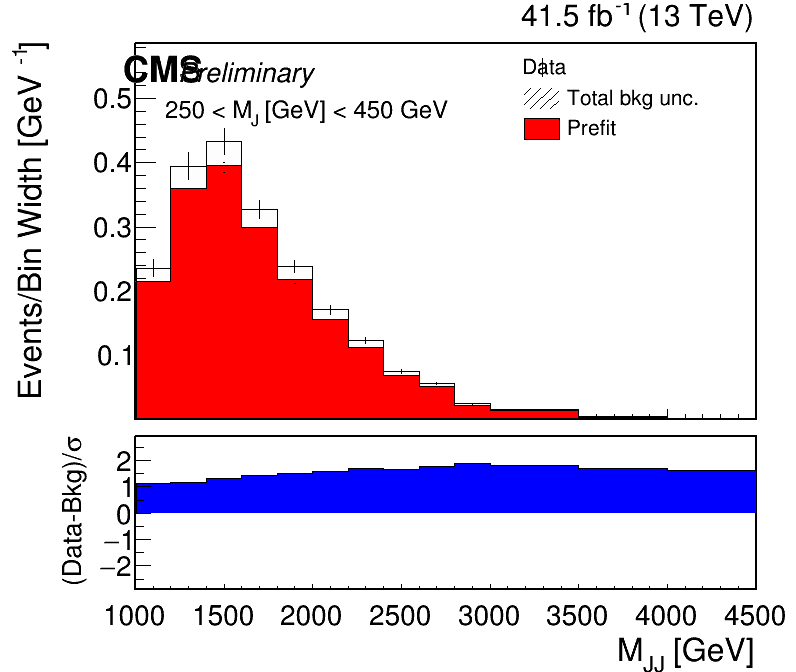 41.5 fb-1 (13 TeV)
CMS Preliminary
250 < MJ [GeV] < 450 GeV
Data
Total bkg unc.
Prefit
Events/Bin Width [GeV-1]
0.5
0.4
0.3
0.2
0.1
(Data-Bkg)/σ
2
1
0
−1
−2
1000 1500 2000 2500 3000 3500 4000 4500
MJJ [GeV]